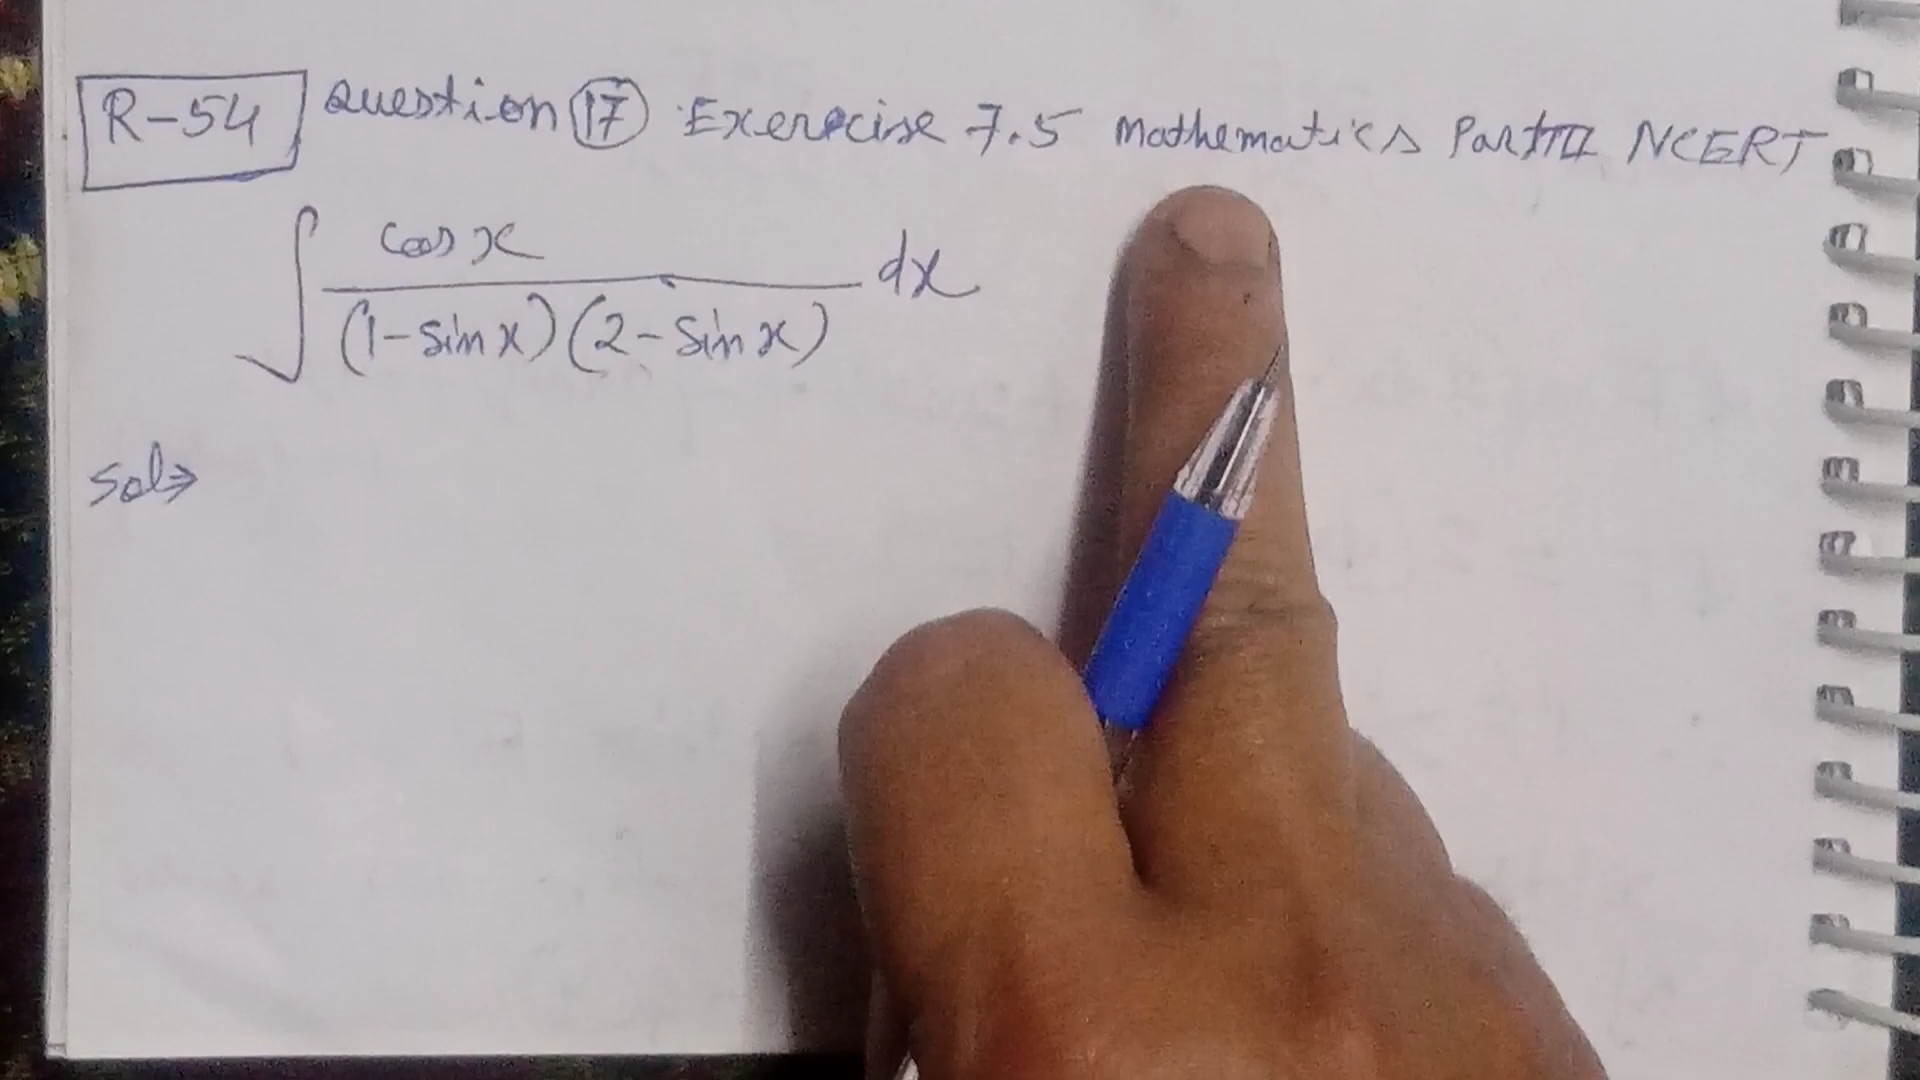 R-54 Question 17 Exercise 7.5 Mathematics Part II NCERT
∫ cos x / (1-sin x)(2-sin x) dx
Sol⇒